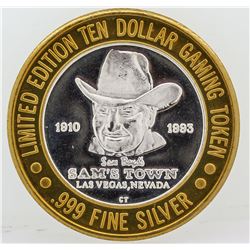 LIMITED EDITION TEN DOLLAR GAMING TOKEN
1910 1993
Sam Boyd
SAM'S TOWN
LAS VEGAS, NEVADA
CT
.999 FINE SILVER